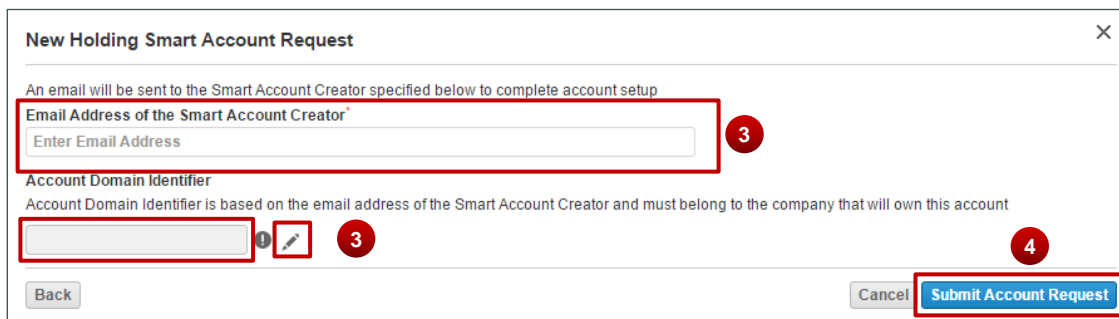 New Holding Smart Account Request
An email will be sent to the Smart Account Creator specified below to complete account setup
Email Address of the Smart Account Creator*
Enter Email Address
3
Account Domain Identifier
Account Domain Identifier is based on the email address of the Smart Account Creator and must belong to the company that will own this account
3
4
Back
Cancel
Submit Account Request